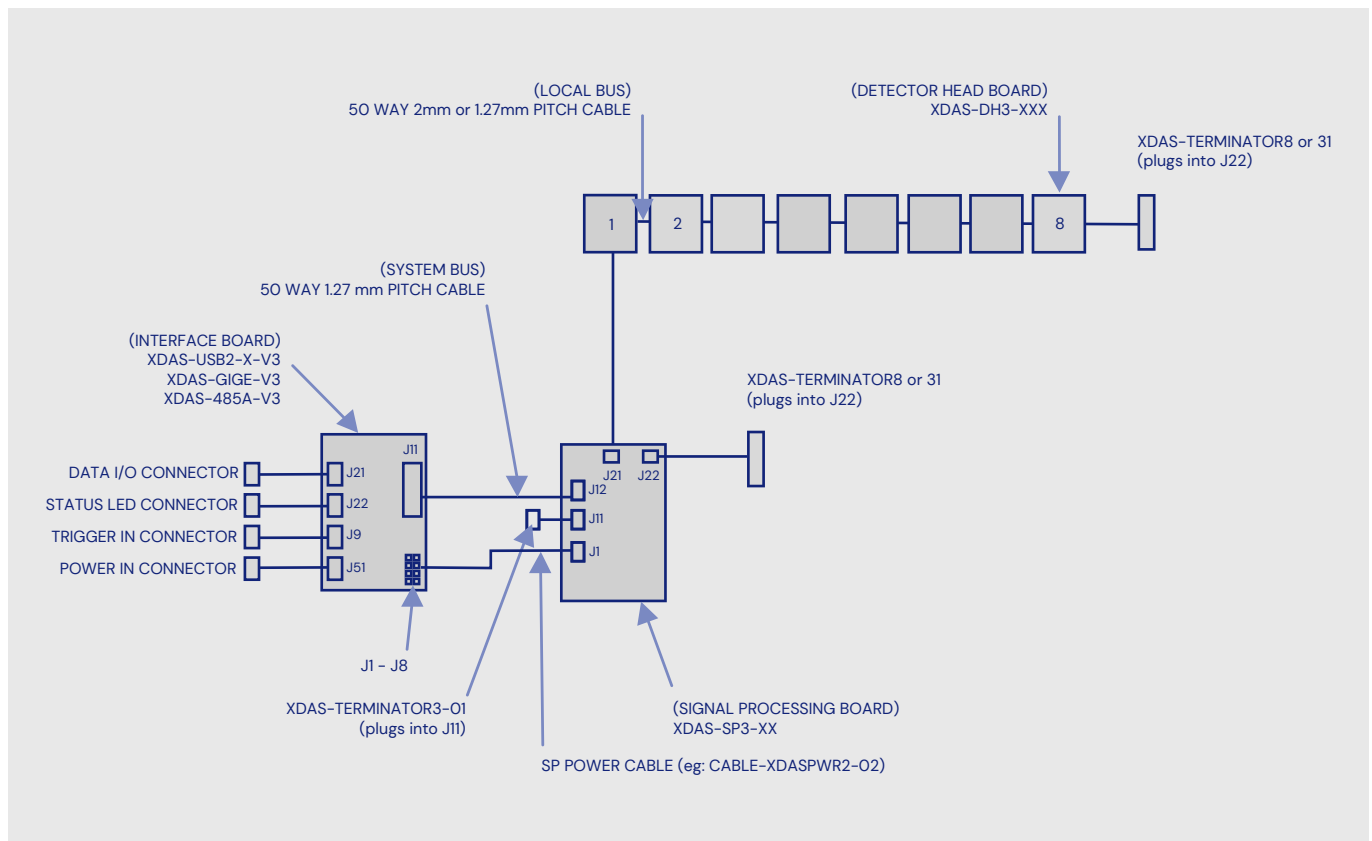 (LOCAL BUS)
50 WAY 2mm or 1.27mm PITCH CABLE
(DETECTOR HEAD BOARD)
XDAS-DH3-XXX
XDAS-TERMINATOR8 or 31
(plugs into J22)
1
2
8
(SYSTEM BUS)
50 WAY 1.27 mm PITCH CABLE
(INTERFACE BOARD)
XDAS-USB2-X-V3
XDAS-GIGE-V3
XDAS-485A-V3
XDAS-TERMINATOR8 or 31
(plugs into J22)
J11
DATA I/O CONNECTOR
J21
STATUS LED CONNECTOR
J22
TRIGGER IN CONNECTOR
J9
POWER IN CONNECTOR
J51
J21
J22
J12
J11
J1
J1 - J8
XDAS-TERMINATOR3-01
(plugs into J11)
(SIGNAL PROCESSING BOARD)
XDAS-SP3-XX
SP POWER CABLE (eg: CABLE-XDASPWR2-02)